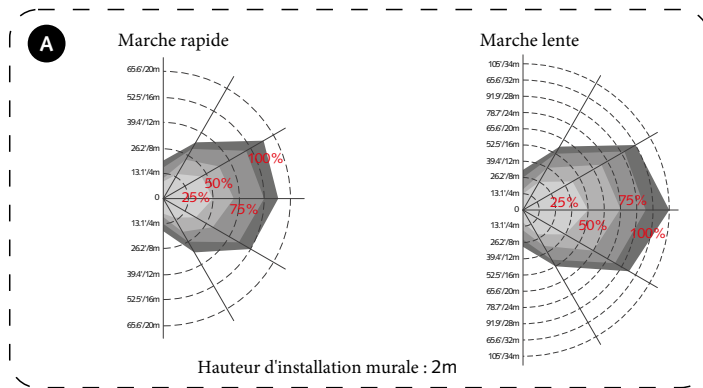 A
Marche rapide
65.6'/20m
52.5'/16m
39.4'/12m
26.2'/8m
13.1'/4m
0
13.1'/4m
26.2'/8m
39.4'/12m
52.5'/16m
65.6'/20m
100%
50%
25%
75%
Marche lente
105'/34m
65.6'/32m
91.9'/28m
78.7'/24m
65.6'/20m
52.5'/16m
39.4'/12m
26.2'/8m
13.1'/4m
0
13.1'/4m
26.2'/8m
39.4'/12m
52.5'/16m
65.6'/20m
78.7'/24m
91.9'/28m
65.6'/32m
105'/34m
25%
75%
50%
100%
Hauteur d'installation murale : 2m